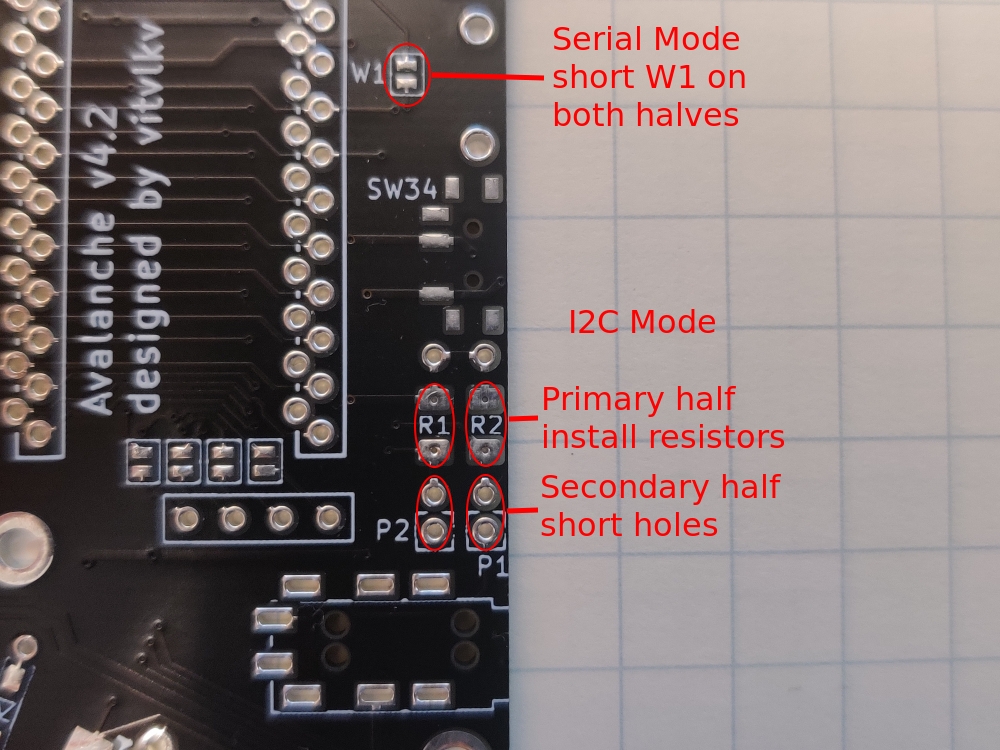 Serial Mode
short W1 on
both halves
W1
Avalanche v4.2
designed by vitvlkv
SW34
I2C Mode
Primary half
install resistors
R1 R2
Secondary half
short holes
P2
P1